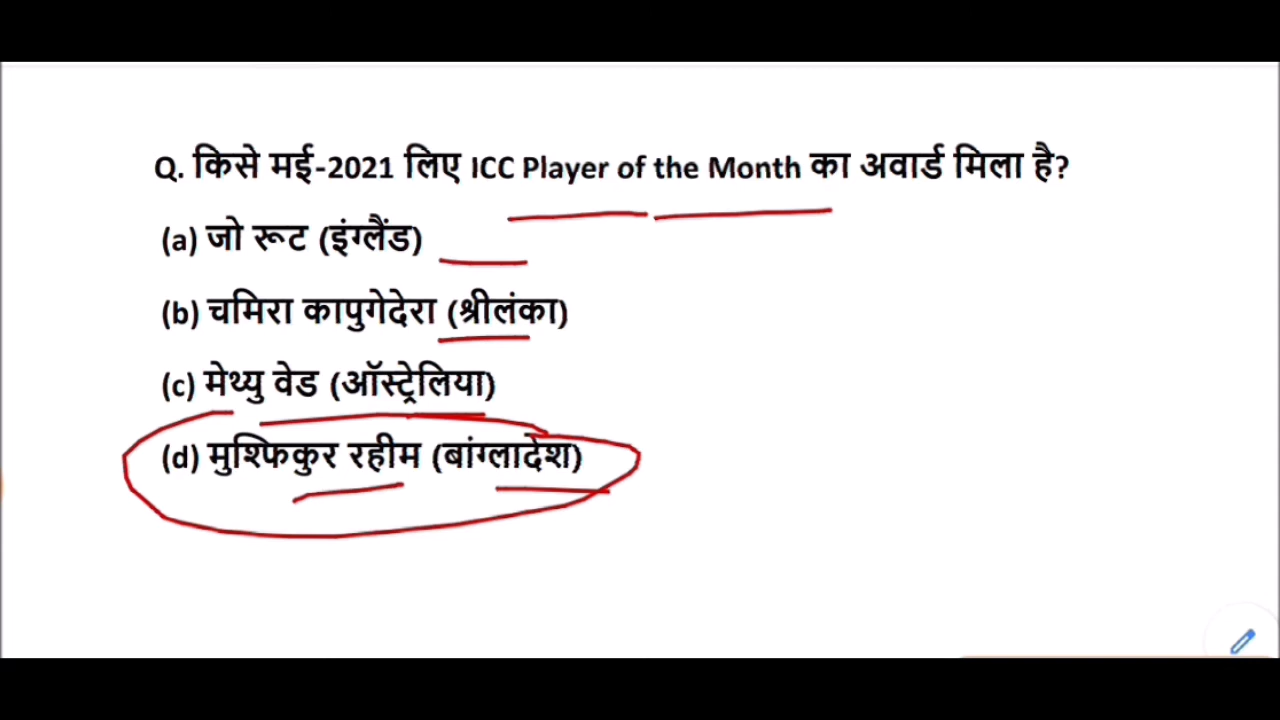 Q. किसे मई-2021 लिए ICC Player of the Month का अवार्ड मिला है?
(a) जो रूट (इंग्लैंड)
(b) चमिरा कापुगेदेरा (श्रीलंका)
(c) मेथ्यु वेड (ऑस्ट्रेलिया)
(d) मुश्फिकुर रहीम (बांग्लादेश)